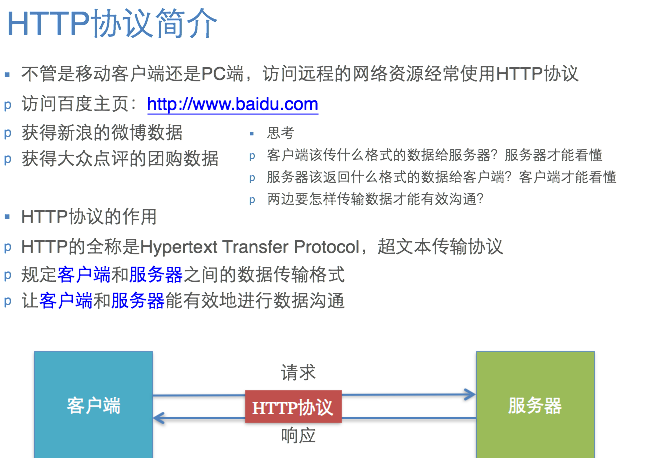 HTTP协议简介
不管是移动客户端还是PC端，访问远程的网络资源经常使用HTTP协议
访问百度主页：http://www.baidu.com
获得新浪的微博数据
获得大众点评的团购数据
思考
客户端该传什么格式的数据给服务器？服务器才能看懂
服务器该返回什么格式的数据给客户端？客户端才能看懂
两边要怎样传输数据才能有效沟通？
HTTP协议的作用
HTTP的全称是Hypertext Transfer Protocol，超文本传输协议
规定客户端和服务器之间的数据传输格式
让客户端和服务器能有效地进行数据沟通
客户端
请求
HTTP协议
响应
服务器